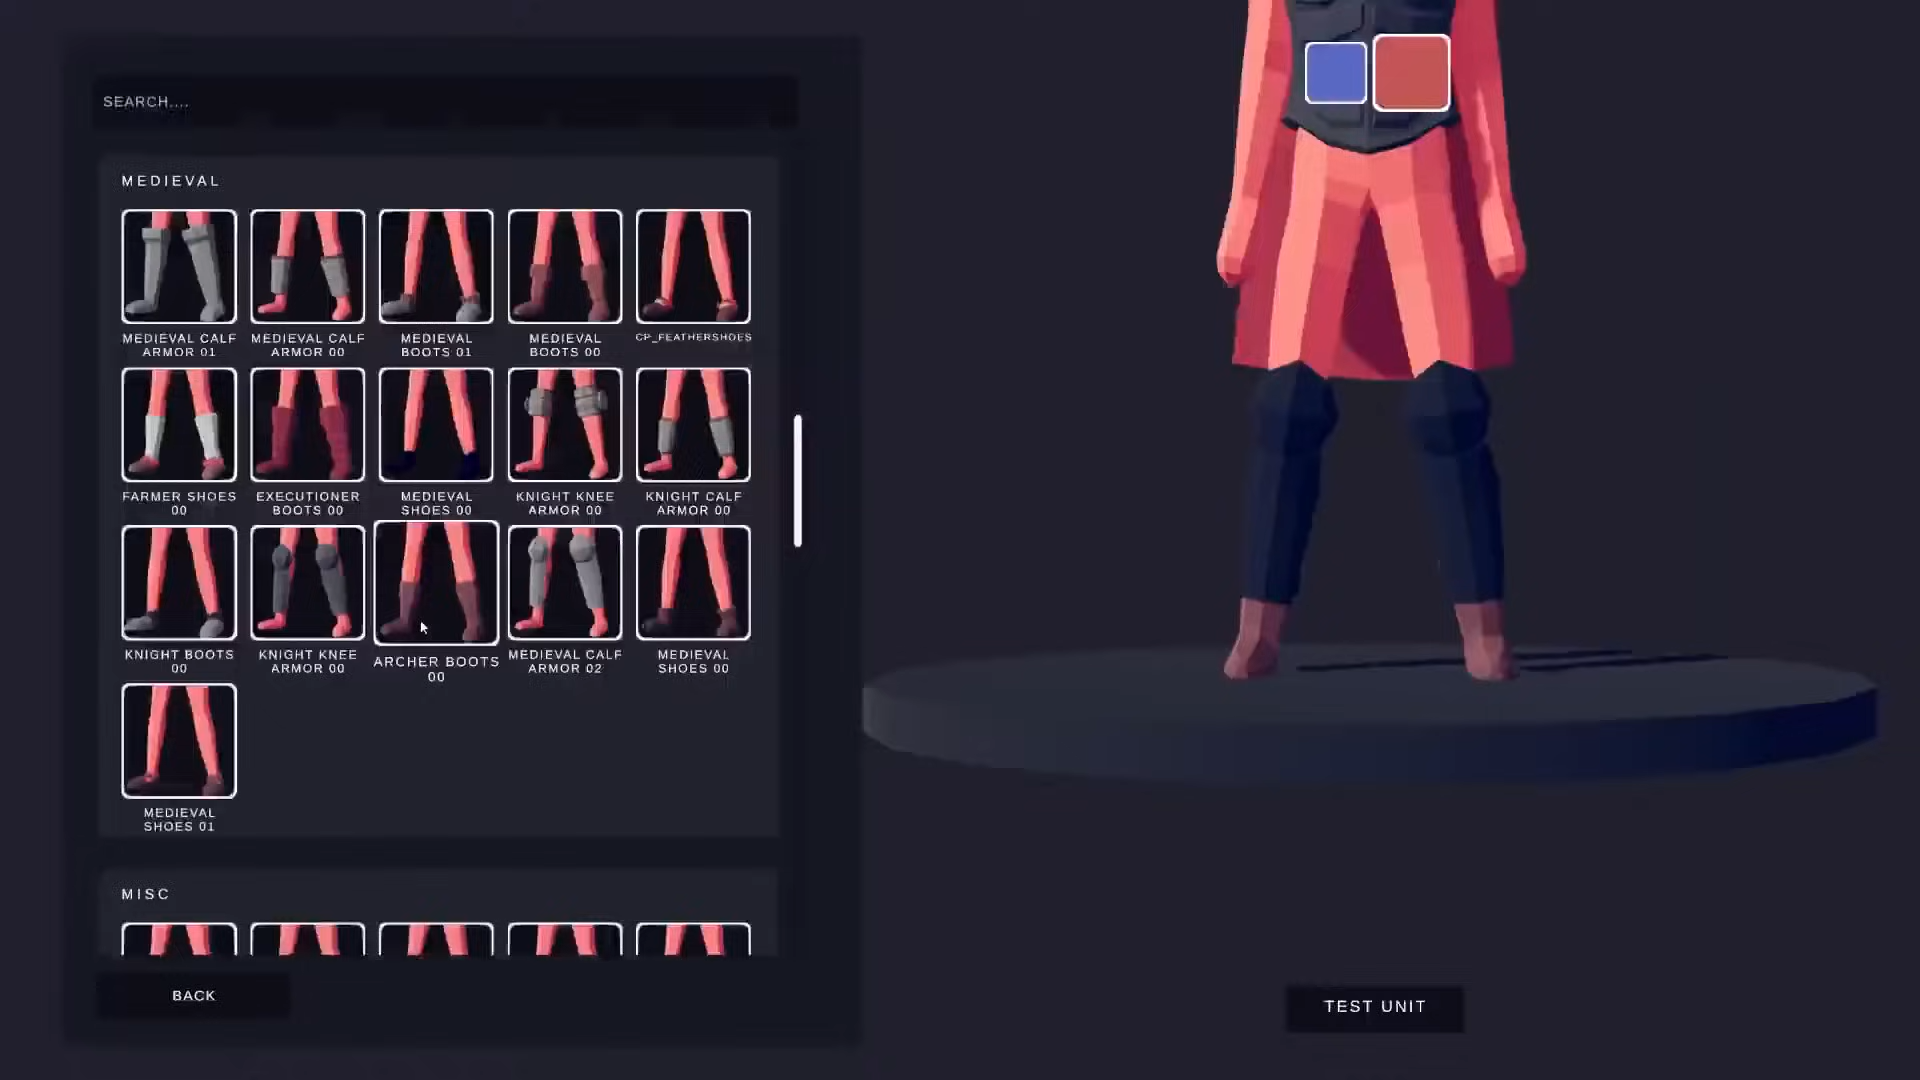 SEARCH....
MEDIEVAL
MEDIEVAL CALF
ARMOR 01
MEDIEVAL CALF
ARMOR 00
MEDIEVAL
BOOTS 01
MEDIEVAL
BOOTS 00
CP_FEATHERSHOES
FARMER SHOES
00
EXECUTIONER
BOOTS 00
MEDIEVAL
SHOES 00
KNIGHT KNEE
ARMOR 00
KNIGHT CALF
ARMOR 00
KNIGHT BOOTS
00
KNIGHT KNEE
ARMOR 00
ARCHER BOOTS
00
MEDIEVAL CALF
ARMOR 02
MEDIEVAL
SHOES 00
MEDIEVAL
SHOES 01
MISC
BACK
TEST UNIT